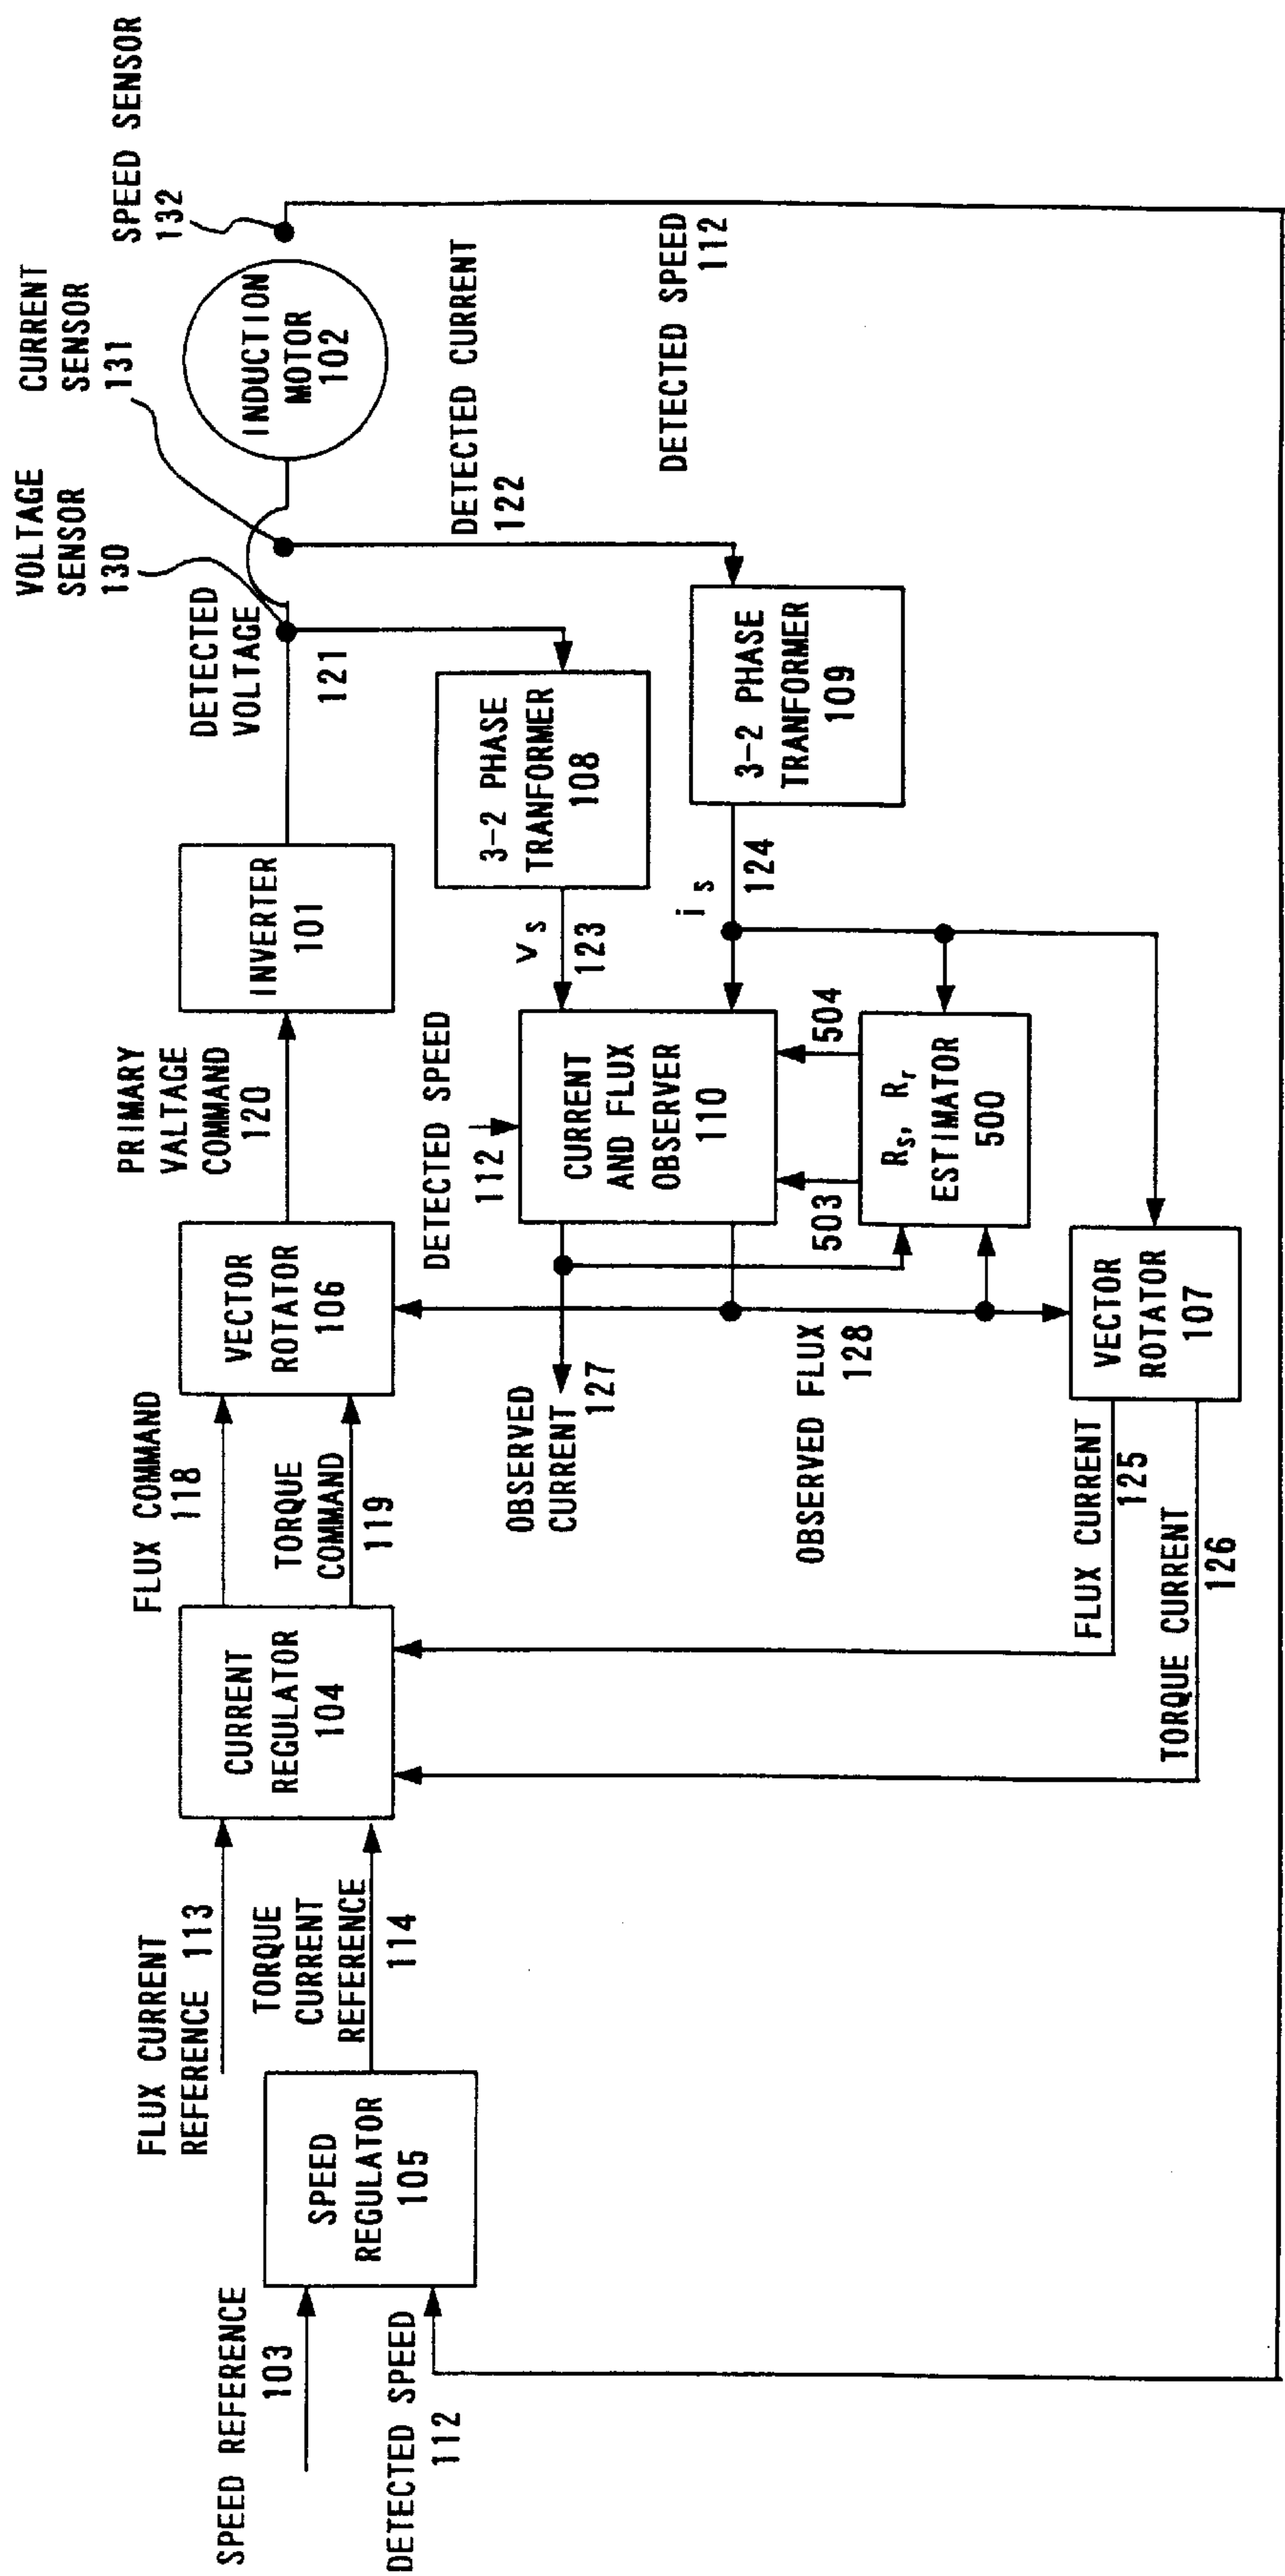 SPEED REFERENCE
103
DETECTED SPEED
112
SPEED
REGULATOR
105
FLUX CURRENT
REFERENCE 113
TORQUE
CURRENT
REFERENCE
114
CURRENT
REGULATOR
104
FLUX COMMAND
118
TORQUE
COMMAND
119
VECTOR
ROTATOR
106
PRIMARY
VALTAGE
COMMAND
120
INVERTER
101
DETECTED
VOLTAGE
121
VOLTAGE
SENSOR
130
CURRENT
SENSOR
131
INDUCTION
MOTOR
102
SPEED SENSOR
132
DETECTED CURRENT
122
DETECTED SPEED
112
3-2 PHASE
TRANFORMER
108
3-2 PHASE
TRANFORMER
109
vs
123
is
124
DETECTED SPEED
112
CURRENT
AND FLUX
OBSERVER
110
503
504
Rs, Rr
ESTIMATOR
500
OBSERVED
CURRENT
127
OBSERVED FLUX
128
VECTOR
ROTATOR
107
FLUX CURRENT
125
TORQUE CURRENT
126